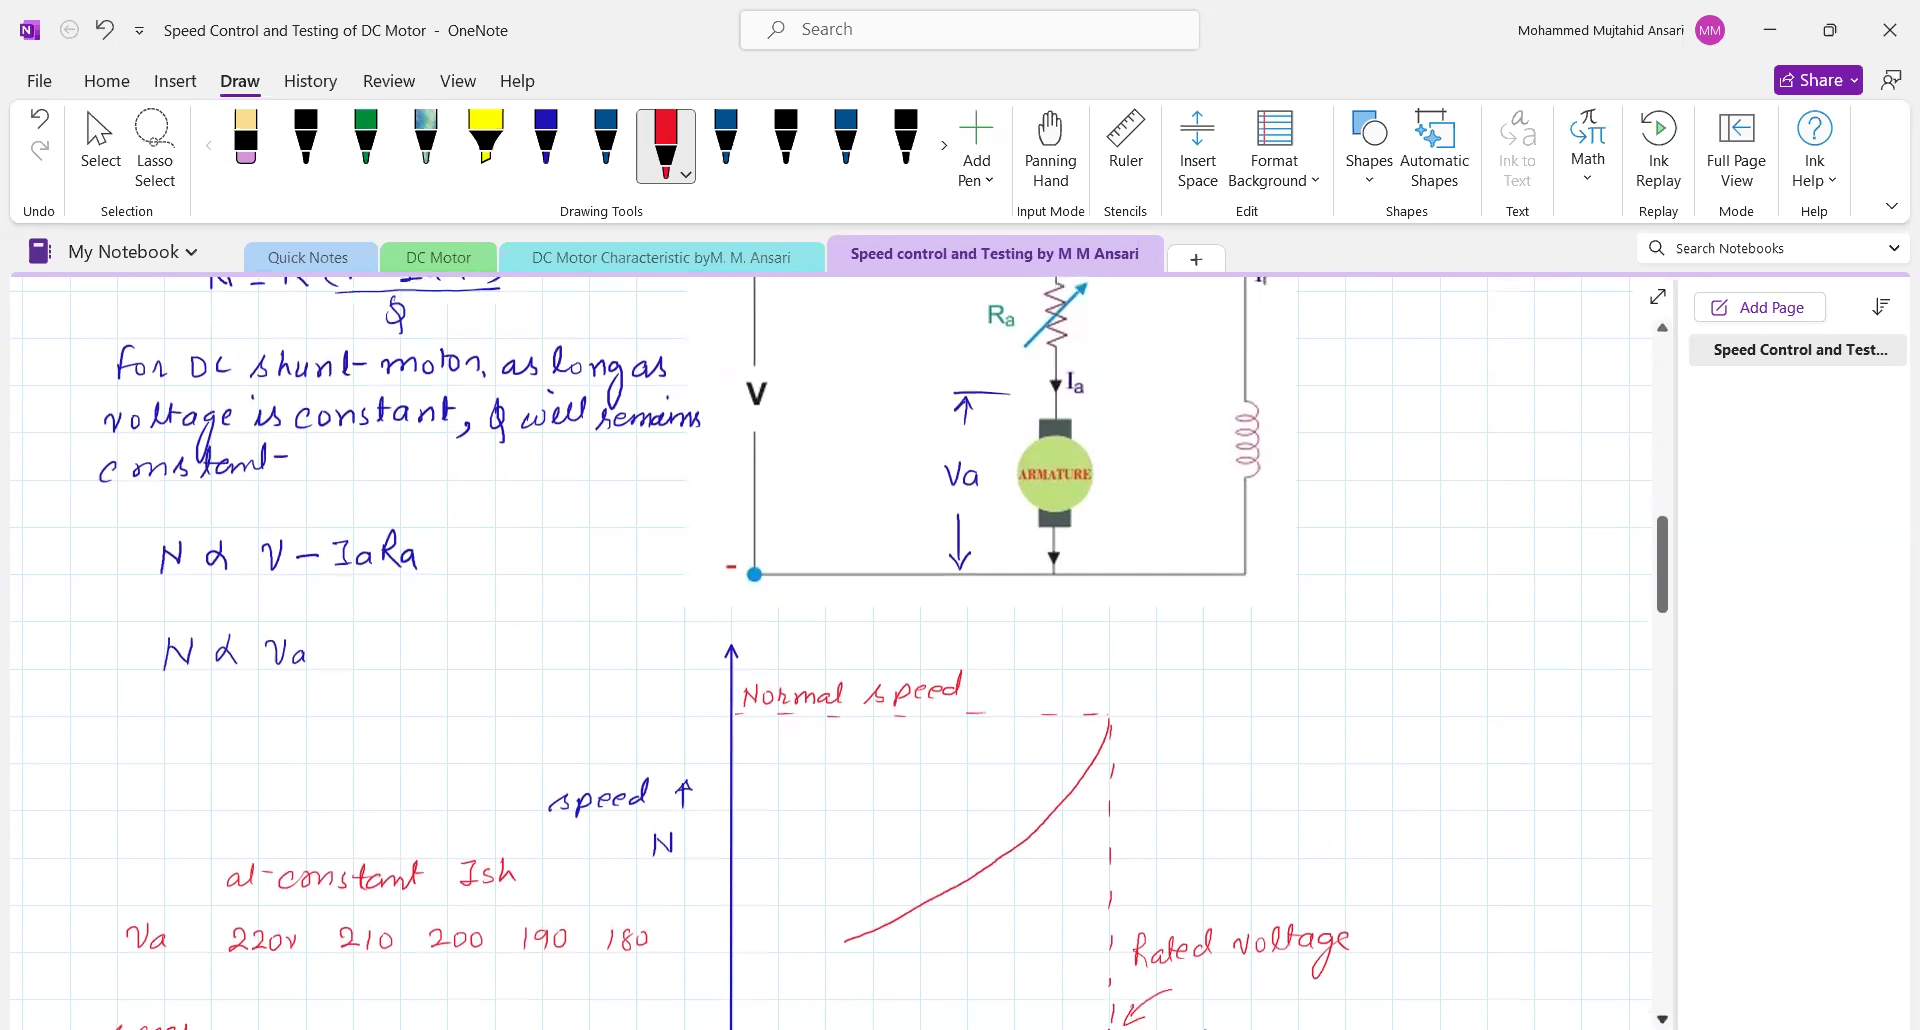 Speed Control and Testing of DC Motor - OneNote
Search
Mohammed Mujtahid Ansari
MM
File Home Insert Draw History Review View Help
Share
Select
Lasso Select
Add Pen
Panning Hand
Ruler
Insert Space
Format Background
Shapes
Automatic Shapes
Ink to Text
Math
Ink Replay
Full Page View
Ink Help
Undo
Selection
Drawing Tools
Input Mode
Stencils
Edit
Shapes
Text
Replay
Mode
Help
My Notebook
Quick Notes
DC Motor
DC Motor Characteristic byM. M. Ansari
Speed control and Testing by M M Ansari
+
Search Notebooks
Add Page
Speed Control and Test...
ϕ
for DC shunt-motor, as long as
voltage is constant, ϕ will remains
constant-
N ∝ V - IaRa
N ∝ Va
Ra
Ia
V
Va
ARMATURE
-
Normal speed
speed ↑
N
at-constant Ish
Va 220v 210 200 190 180
Rated voltage